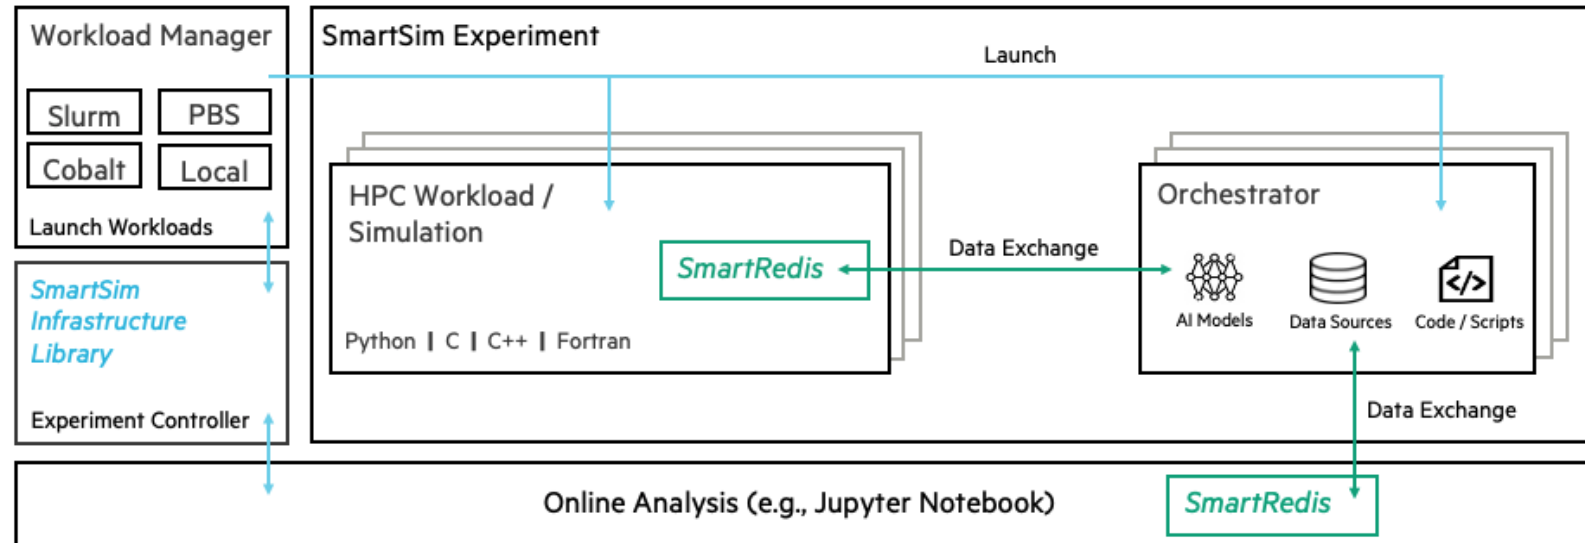 Workload Manager
Slurm
PBS
Cobalt
Local
Launch Workloads
SmartSim
Infrastructure
Library
Experiment Controller
SmartSim Experiment
Launch
HPC Workload /
Simulation
SmartRedis
Python | C | C++ | Fortran
Data Exchange
Orchestrator
</>
AI Models
Data Sources
Code / Scripts
Data Exchange
Online Analysis (e.g., Jupyter Notebook)
SmartRedis